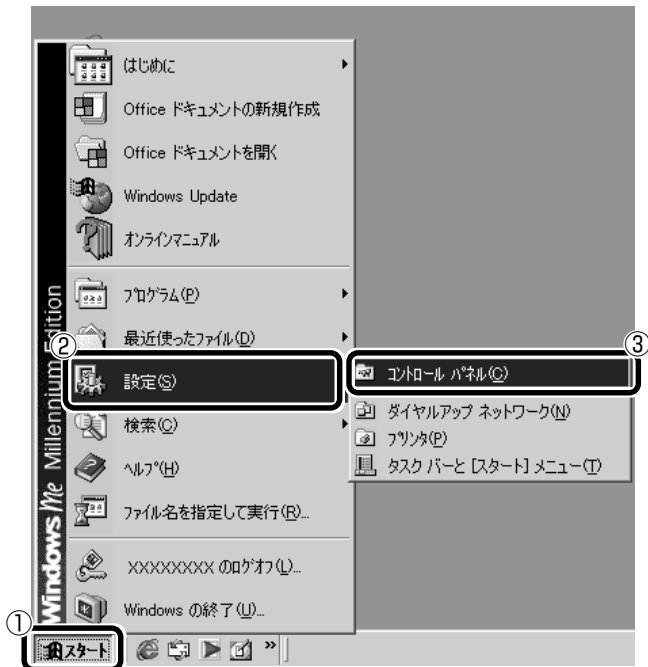 はじめに
Office ドキュメントの新規作成
Office ドキュメントを開く
Windows Update
オンラインマニュアル
プログラム(P)
最近使ったファイル(D)
②
設定(S)
③
コントロール パネル(C)
ダイヤルアップ ネットワーク(N)
プリンタ(P)
タスク バーと [スタート] メニュー(T)
検索(C)
ヘルプ(H)
ファイル名を指定して実行(R)...
XXXXXXXX のログオフ(L)...
Windows の終了(U)...
Windows Me Millennium Edition
①
スタート
»